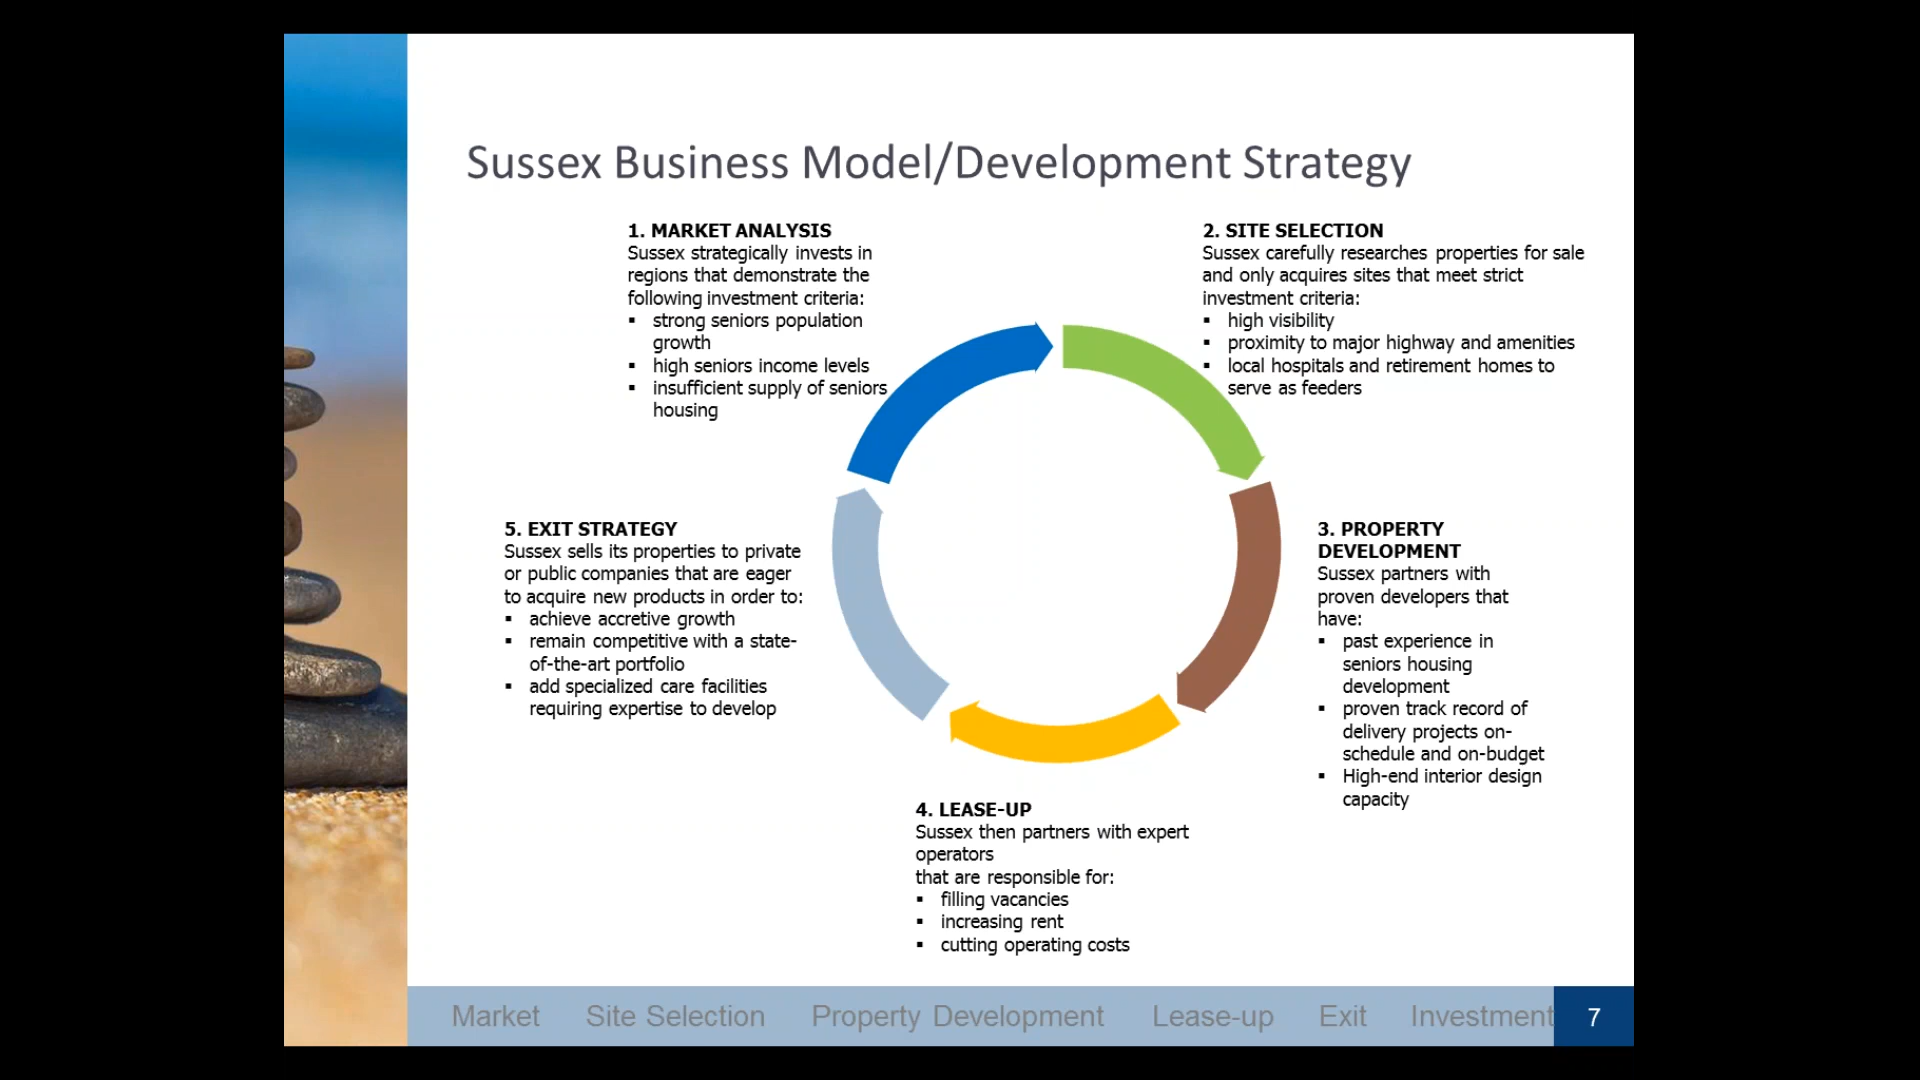 Sussex Business Model/Development Strategy
1. MARKET ANALYSIS
Sussex strategically invests in
regions that demonstrate the
following investment criteria:
▪ strong seniors population
growth
▪ high seniors income levels
▪ insufficient supply of seniors
housing
2. SITE SELECTION
Sussex carefully researches properties for sale
and only acquires sites that meet strict
investment criteria:
▪ high visibility
▪ proximity to major highway and amenities
▪ local hospitals and retirement homes to
serve as feeders
3. PROPERTY
DEVELOPMENT
Sussex partners with
proven developers that
have:
▪ past experience in
seniors housing
development
▪ proven track record of
delivery projects on-
schedule and on-budget
▪ High-end interior design
capacity
4. LEASE-UP
Sussex then partners with expert
operators
that are responsible for:
▪ filling vacancies
▪ increasing rent
▪ cutting operating costs
5. EXIT STRATEGY
Sussex sells its properties to private
or public companies that are eager
to acquire new products in order to:
▪ achieve accretive growth
▪ remain competitive with a state-
of-the-art portfolio
▪ add specialized care facilities
requiring expertise to develop
Market Site Selection Property Development Lease-up Exit Investment 7